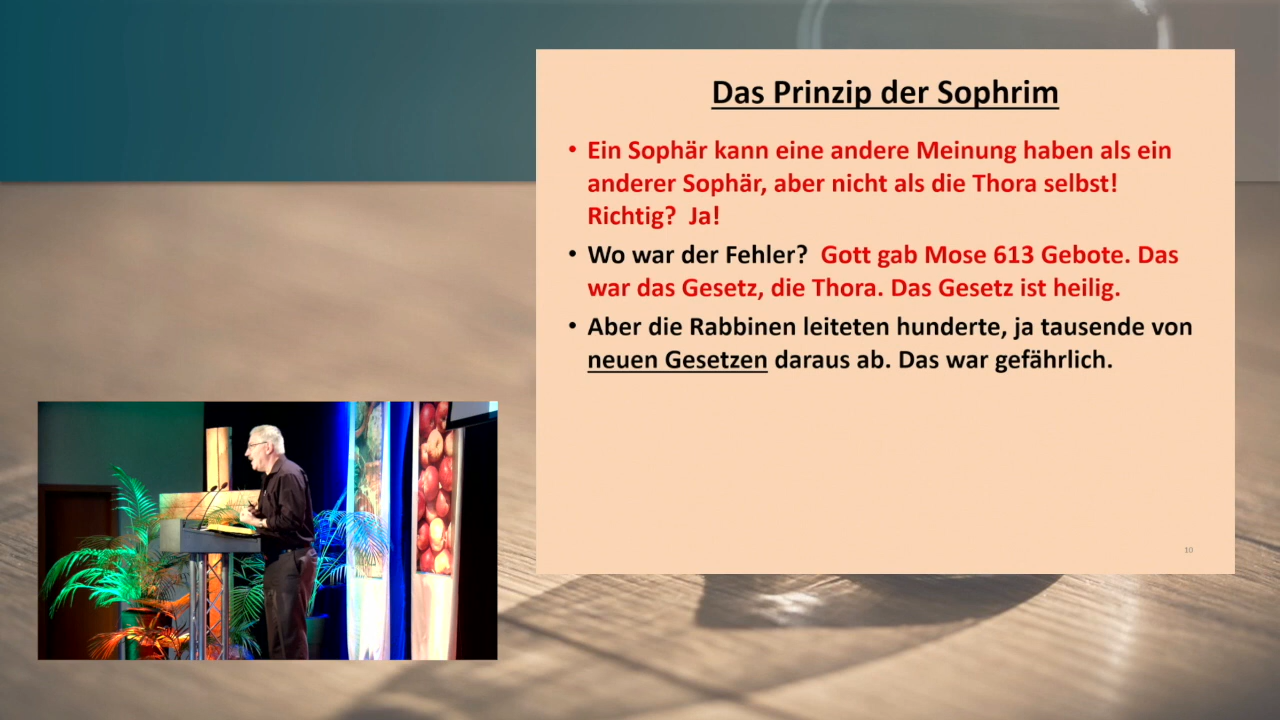 Das Prinzip der Sophrim
• Ein Sophär kann eine andere Meinung haben als ein
anderer Sophär, aber nicht als die Thora selbst!
Richtig?  Ja!
• Wo war der Fehler?  Gott gab Mose 613 Gebote. Das
war das Gesetz, die Thora. Das Gesetz ist heilig.
• Aber die Rabbinen leiteten hunderte, ja tausende von
neuen Gesetzen daraus ab. Das war gefährlich.
10